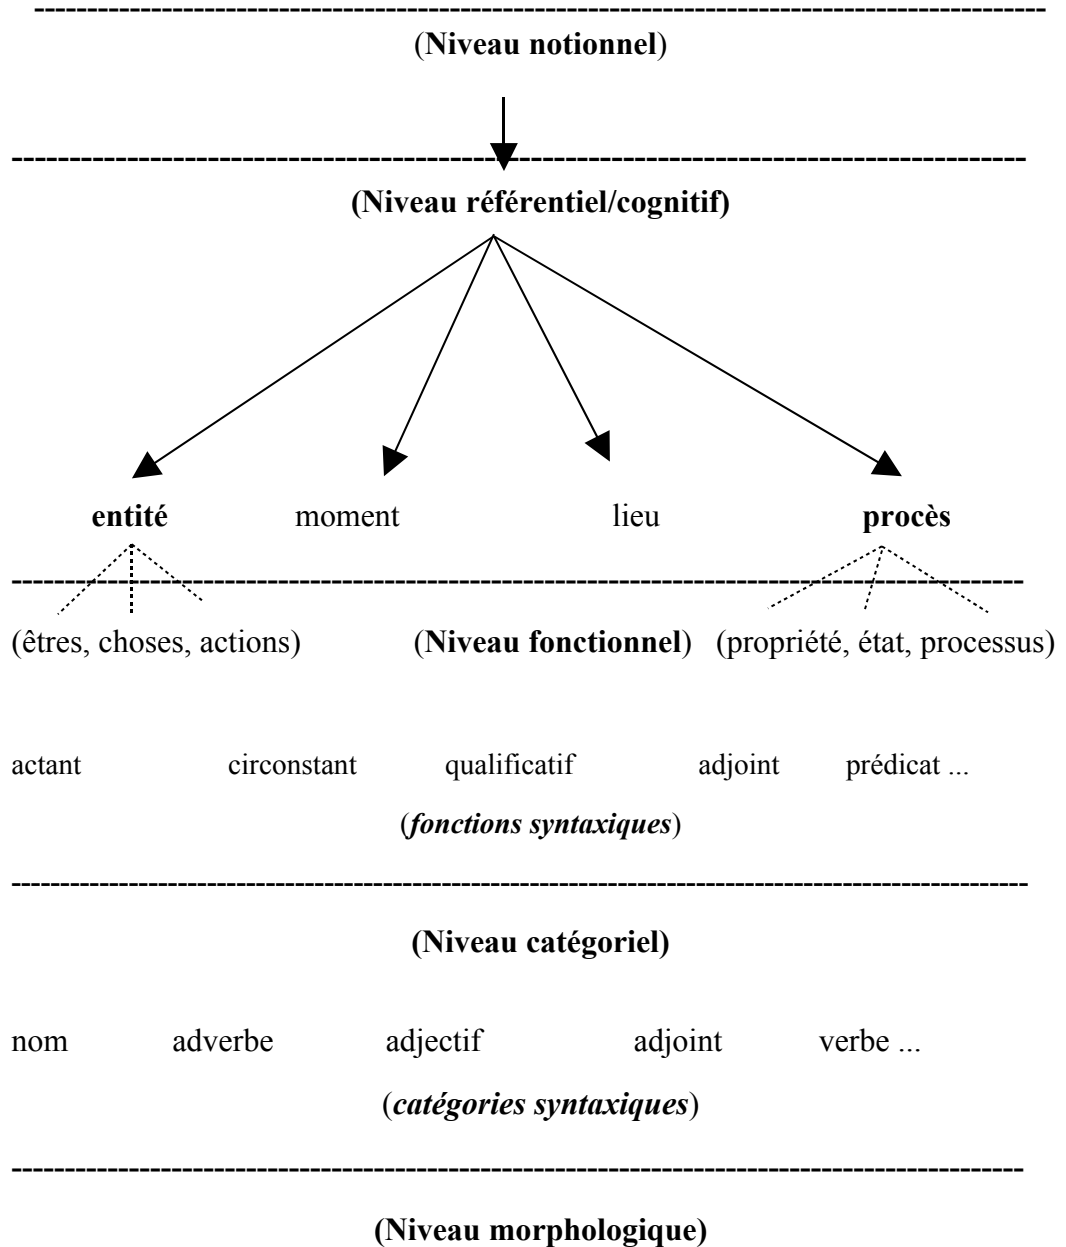 (Niveau notionnel)
(Niveau référentiel/cognitif)
entité moment lieu procès
(êtres, choses, actions) (Niveau fonctionnel) (propriété, état, processus)
actant circonstant qualificatif adjoint prédicat ...
(fonctions syntaxiques)
(Niveau catégoriel)
nom adverbe adjectif adjoint verbe ...
(catégories syntaxiques)
(Niveau morphologique)